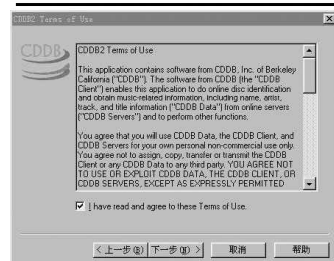 CDDB2 Terms of Use
CDDB
CDDB2 Terms of Use
This application contains software from CDDB, Inc. of Berkeley
California ("CDDB"). The software from CDDB (the "CDDB
Client") enables this application to do online disc identification
and obtain music-related information, including name, artist,
track, and title information ("CDDB Data") from online servers
("CDDB Servers") and to perform other functions.
You agree that you will use CDDB Data, the CDDB Client, and
CDDB Servers for your own personal non-commercial use only.
You agree not to assign, copy, transfer or transmit the CDDB
Client or any CDDB Data to any third party. YOU AGREE NOT
TO USE OR EXPLOIT CDDB DATA, THE CDDB CLIENT, OR
CDDB SERVERS, EXCEPT AS EXPRESSLY PERMITTED
I have read and agree to these Terms of Use.
< 上一步(B) 下一步(N) > 取消 帮助